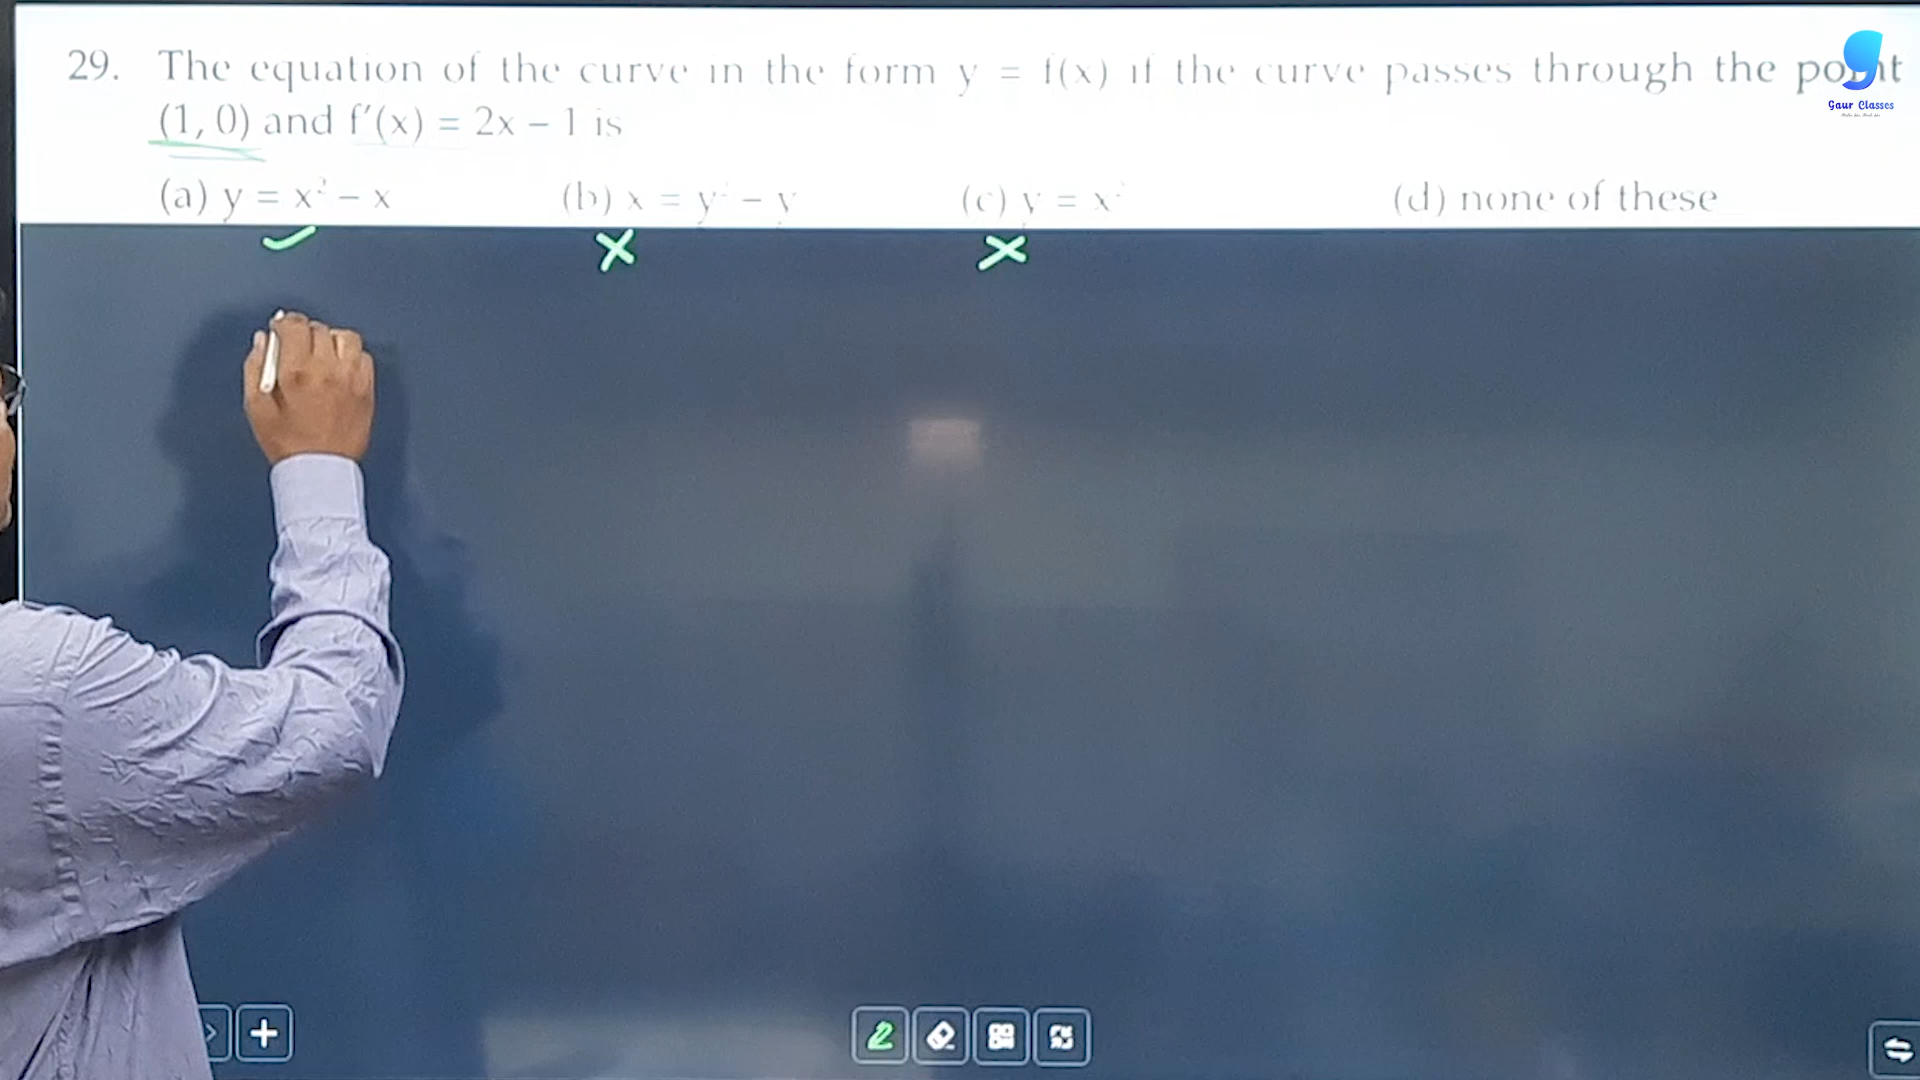 29. The equation of the curve in the form y = f(x) if the curve passes through the point
(1, 0) and f'(x) = 2x – 1 is
(a) y = x² – x (b) x = y² – y (c) y = x² (d) none of these
Gaur Classes